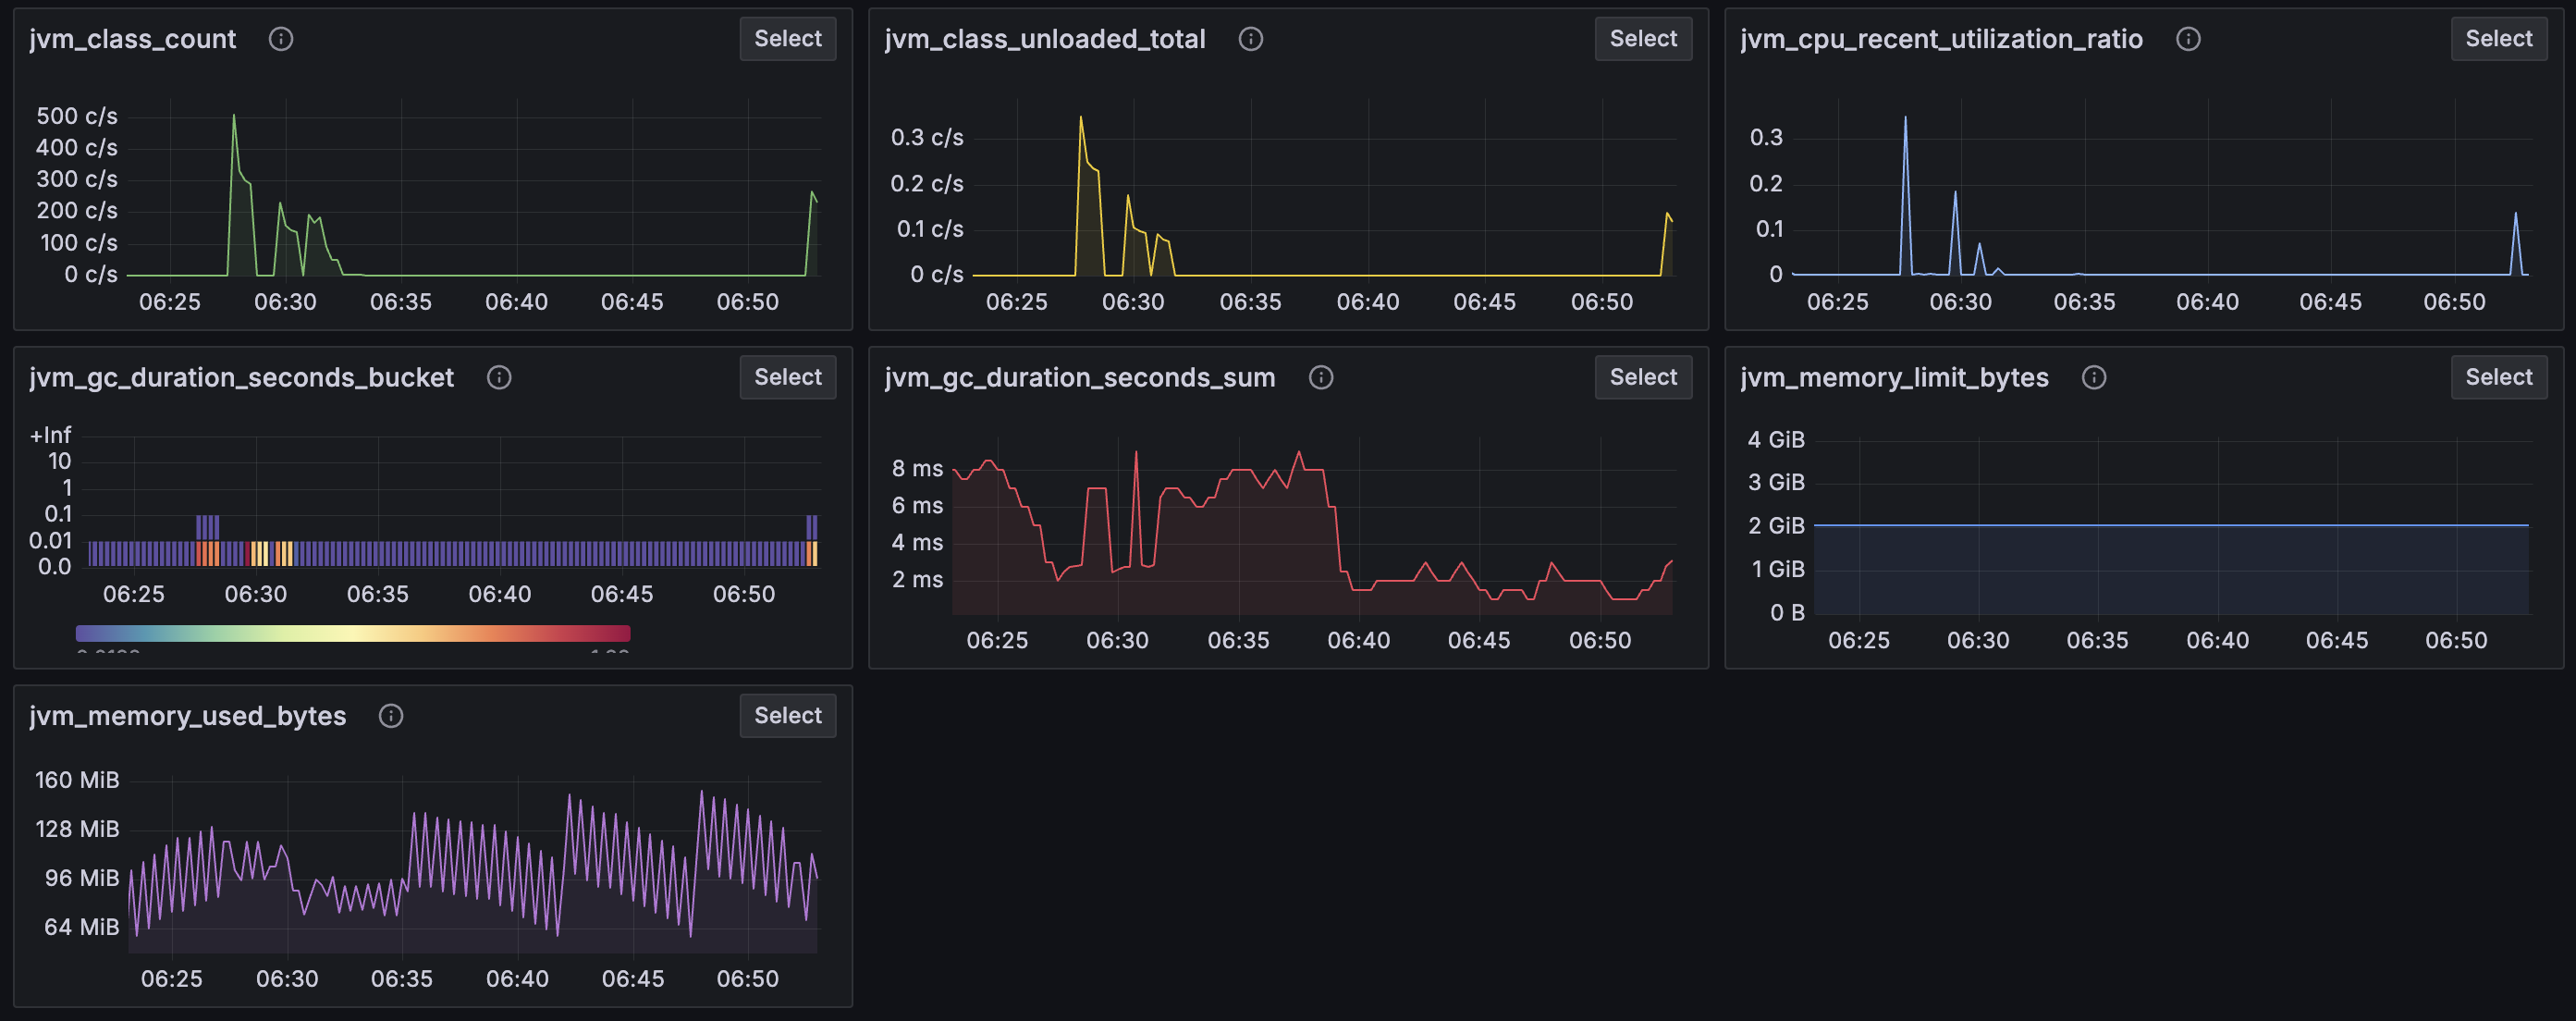 jvm_class_count
Select
500 c/s
400 c/s
300 c/s
200 c/s
100 c/s
0 c/s
06:25 06:30 06:35 06:40 06:45 06:50
jvm_class_unloaded_total
Select
0.3 c/s
0.2 c/s
0.1 c/s
0 c/s
06:25 06:30 06:35 06:40 06:45 06:50
jvm_cpu_recent_utilization_ratio
Select
0.3
0.2
0.1
0
06:25 06:30 06:35 06:40 06:45 06:50
jvm_gc_duration_seconds_bucket
Select
+Inf
10
1
0.1
0.01
0.0
06:25 06:30 06:35 06:40 06:45 06:50
jvm_gc_duration_seconds_sum
Select
8 ms
6 ms
4 ms
2 ms
06:25 06:30 06:35 06:40 06:45 06:50
jvm_memory_limit_bytes
Select
4 GiB
3 GiB
2 GiB
1 GiB
0 B
06:25 06:30 06:35 06:40 06:45 06:50
jvm_memory_used_bytes
Select
160 MiB
128 MiB
96 MiB
64 MiB
06:25 06:30 06:35 06:40 06:45 06:50